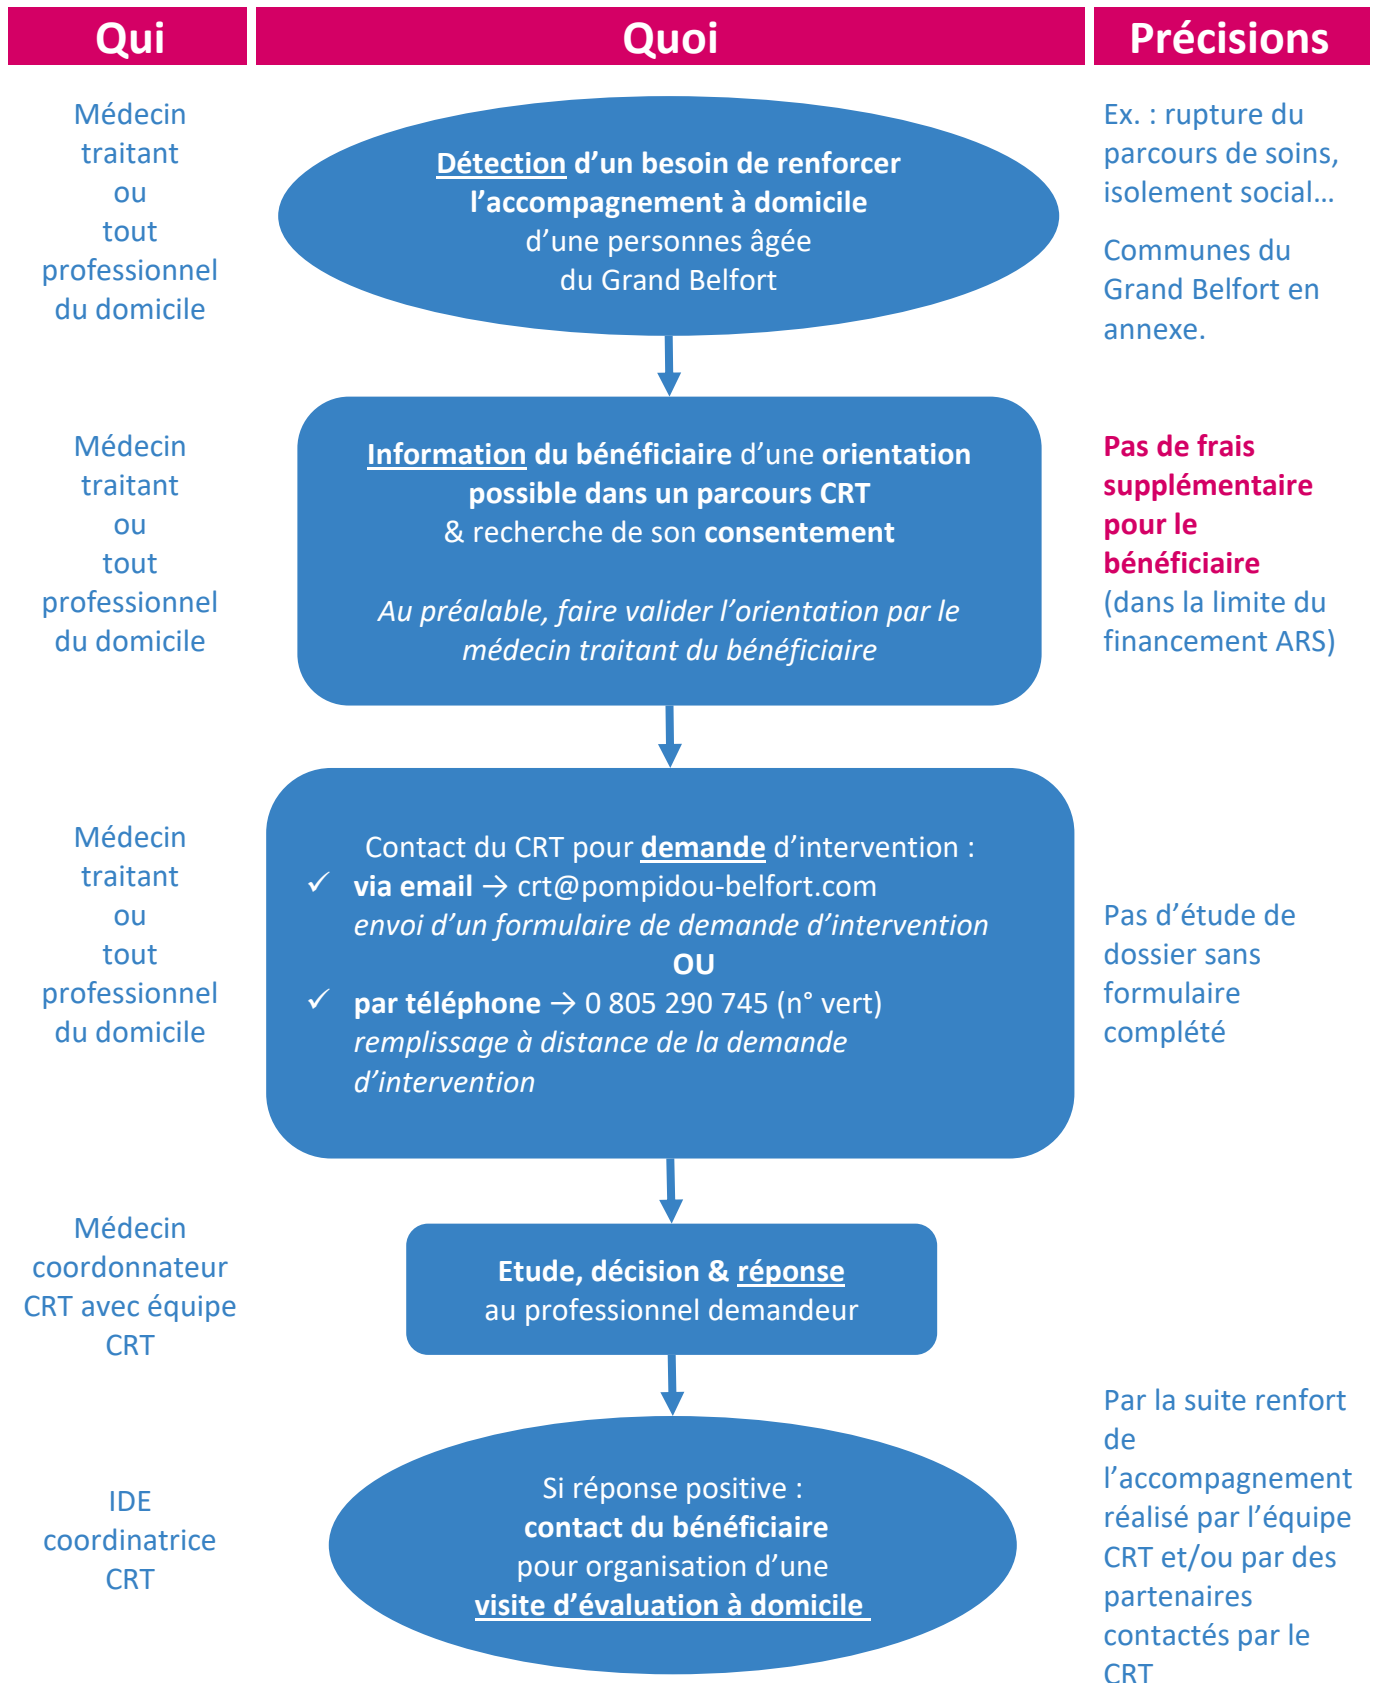 Qui
Quoi
Précisions
Médecin
traitant
ou
tout
professionnel
du domicile
Détection d’un besoin de renforcer
l’accompagnement à domicile
d’une personnes âgée
du Grand Belfort
Ex. : rupture du
parcours de soins,
isolement social…
Communes du
Grand Belfort en
annexe.
Médecin
traitant
ou
tout
professionnel
du domicile
Information du bénéficiaire d’une orientation
possible dans un parcours CRT
& recherche de son consentement
Au préalable, faire valider l’orientation par le
médecin traitant du bénéficiaire
Pas de frais
supplémentaire
pour le
bénéficiaire
(dans la limite du
financement ARS)
Médecin
traitant
ou
tout
professionnel
du domicile
Contact du CRT pour demande d’intervention :
✓ via email → crt@pompidou-belfort.com
envoi d’un formulaire de demande d’intervention
OU
✓ par téléphone → 0 805 290 745 (n° vert)
remplissage à distance de la demande
d’intervention
Pas d’étude de
dossier sans
formulaire
complété
Médecin
coordonnateur
CRT avec équipe
CRT
Etude, décision & réponse
au professionnel demandeur
IDE
coordinatrice
CRT
Si réponse positive :
contact du bénéficiaire
pour organisation d’une
visite d’évaluation à domicile
Par la suite renfort
de
l’accompagnement
réalisé par l’équipe
CRT et/ou par des
partenaires
contactés par le
CRT